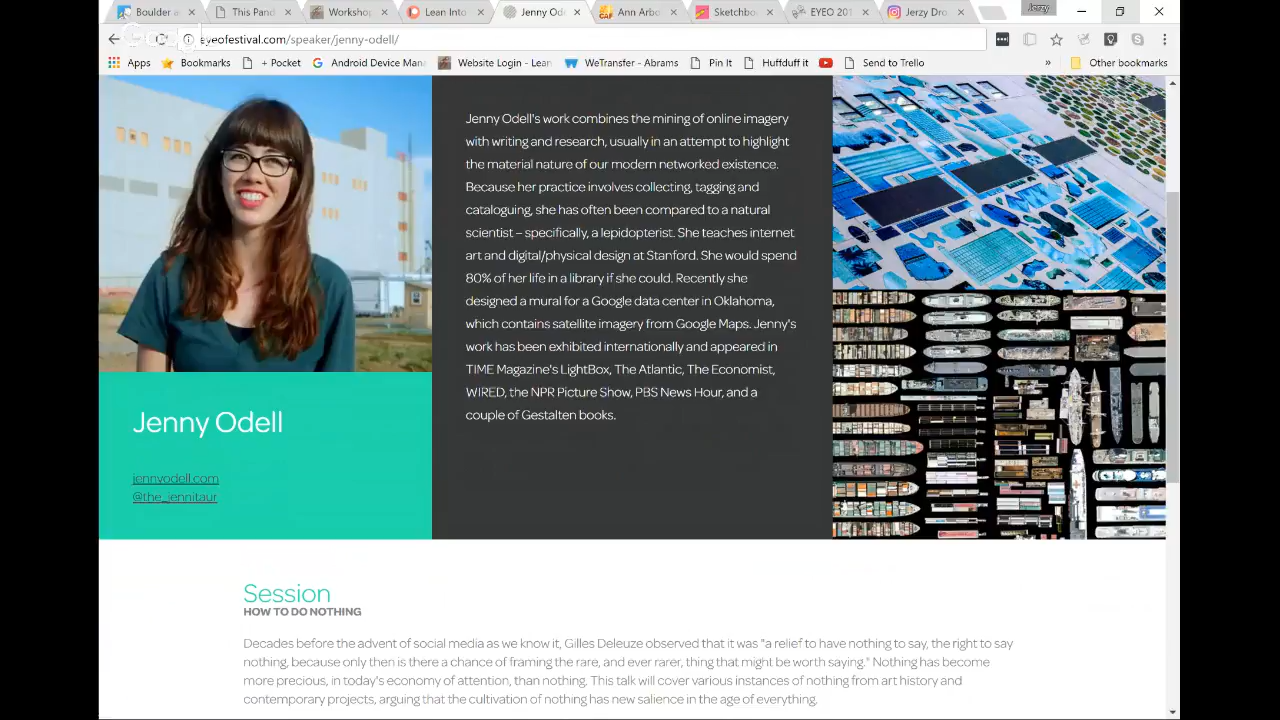 Boulder a
This Pand
Workshop
Lean Into
Jenny Od
Ann Arbo
Sketchbo
EYEO 201
Jerzy Dro
Jerzy
eyeofestival.com/speaker/jenny-odell/
Apps
Bookmarks
+ Pocket
Android Device Man
Website Login - Lear
WeTransfer - Abrams
Pin It
Huffduff it
Send to Trello
»
Other bookmarks
Jenny Odell's work combines the mining of online imagery
with writing and research, usually in an attempt to highlight
the material nature of our modern networked existence.
Because her practice involves collecting, tagging and
cataloguing, she has often been compared to a natural
scientist – specifically, a lepidopterist. She teaches internet
art and digital/physical design at Stanford. She would spend
80% of her life in a library if she could. Recently she
designed a mural for a Google data center in Oklahoma,
which contains satellite imagery from Google Maps. Jenny's
work has been exhibited internationally and appeared in
TIME Magazine's LightBox, The Atlantic, The Economist,
WIRED, the NPR Picture Show, PBS News Hour, and a
couple of Gestalten books.
Jenny Odell
jennyodell.com
@the_jennitaur
Session
HOW TO DO NOTHING
Decades before the advent of social media as we know it, Gilles Deleuze observed that it was "a relief to have nothing to say, the right to say
nothing, because only then is there a chance of framing the rare, and ever rarer, thing that might be worth saying." Nothing has become
more precious, in today's economy of attention, than nothing. This talk will cover various instances of nothing from art history and
contemporary projects, arguing that the cultivation of nothing has new salience in the age of everything.